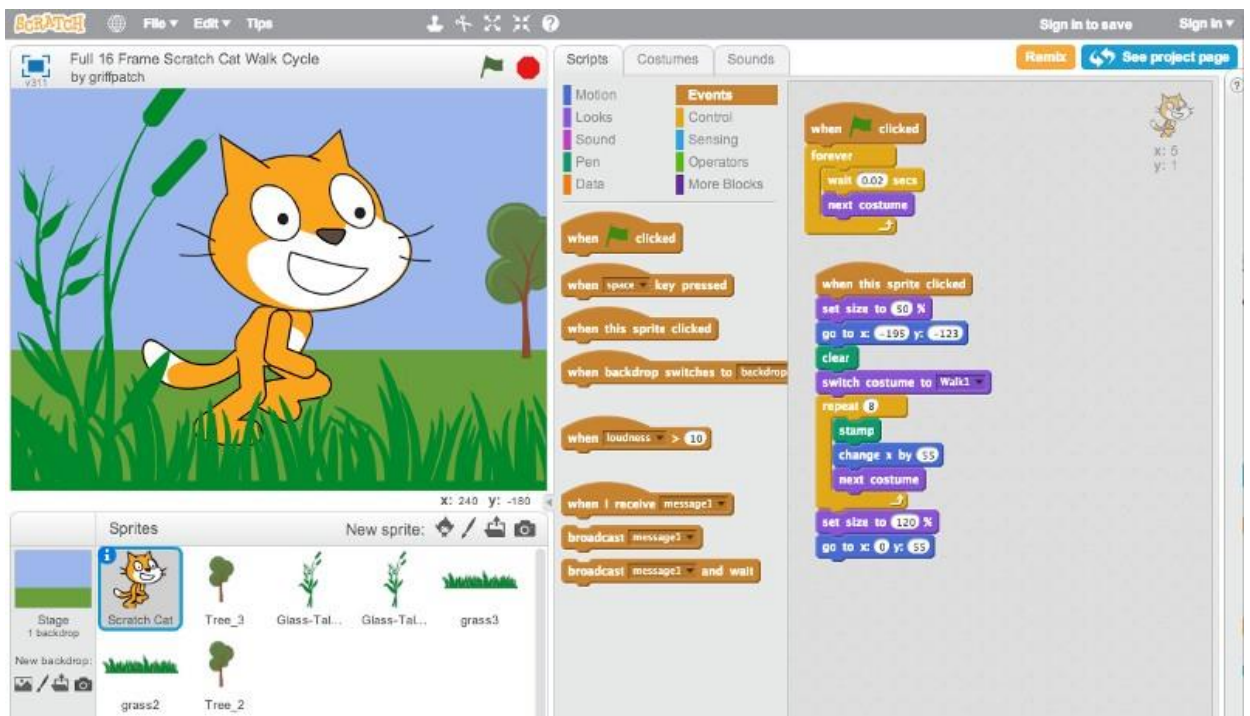 SCRATCH File Edit Tips Sign in to save Sign in
Full 16 Frame Scratch Cat Walk Cycle
by griffpatch
v311
x: 240 y: -180
Sprites New sprite:
Stage
1 backdrop
New backdrop:
Scratch Cat
Tree_3
Glass-Tal...
Glass-Tal...
grass3
grass2
Tree_2
Scripts Costumes Sounds
Remix See project page
Motion Events
Looks Control
Sound Sensing
Pen Operators
Data More Blocks
when clicked
when space key pressed
when this sprite clicked
when backdrop switches to backdrop
when loudness > 10
when I receive message1
broadcast message1
broadcast message1 and wait
when clicked
forever
wait 0.02 secs
next costume
when this sprite clicked
set size to 50 %
go to x: -195 y: -123
clear
switch costume to Walk1
repeat 8
stamp
change x by 55
next costume
set size to 120 %
go to x: 0 y: 55
x: 5
y: 1